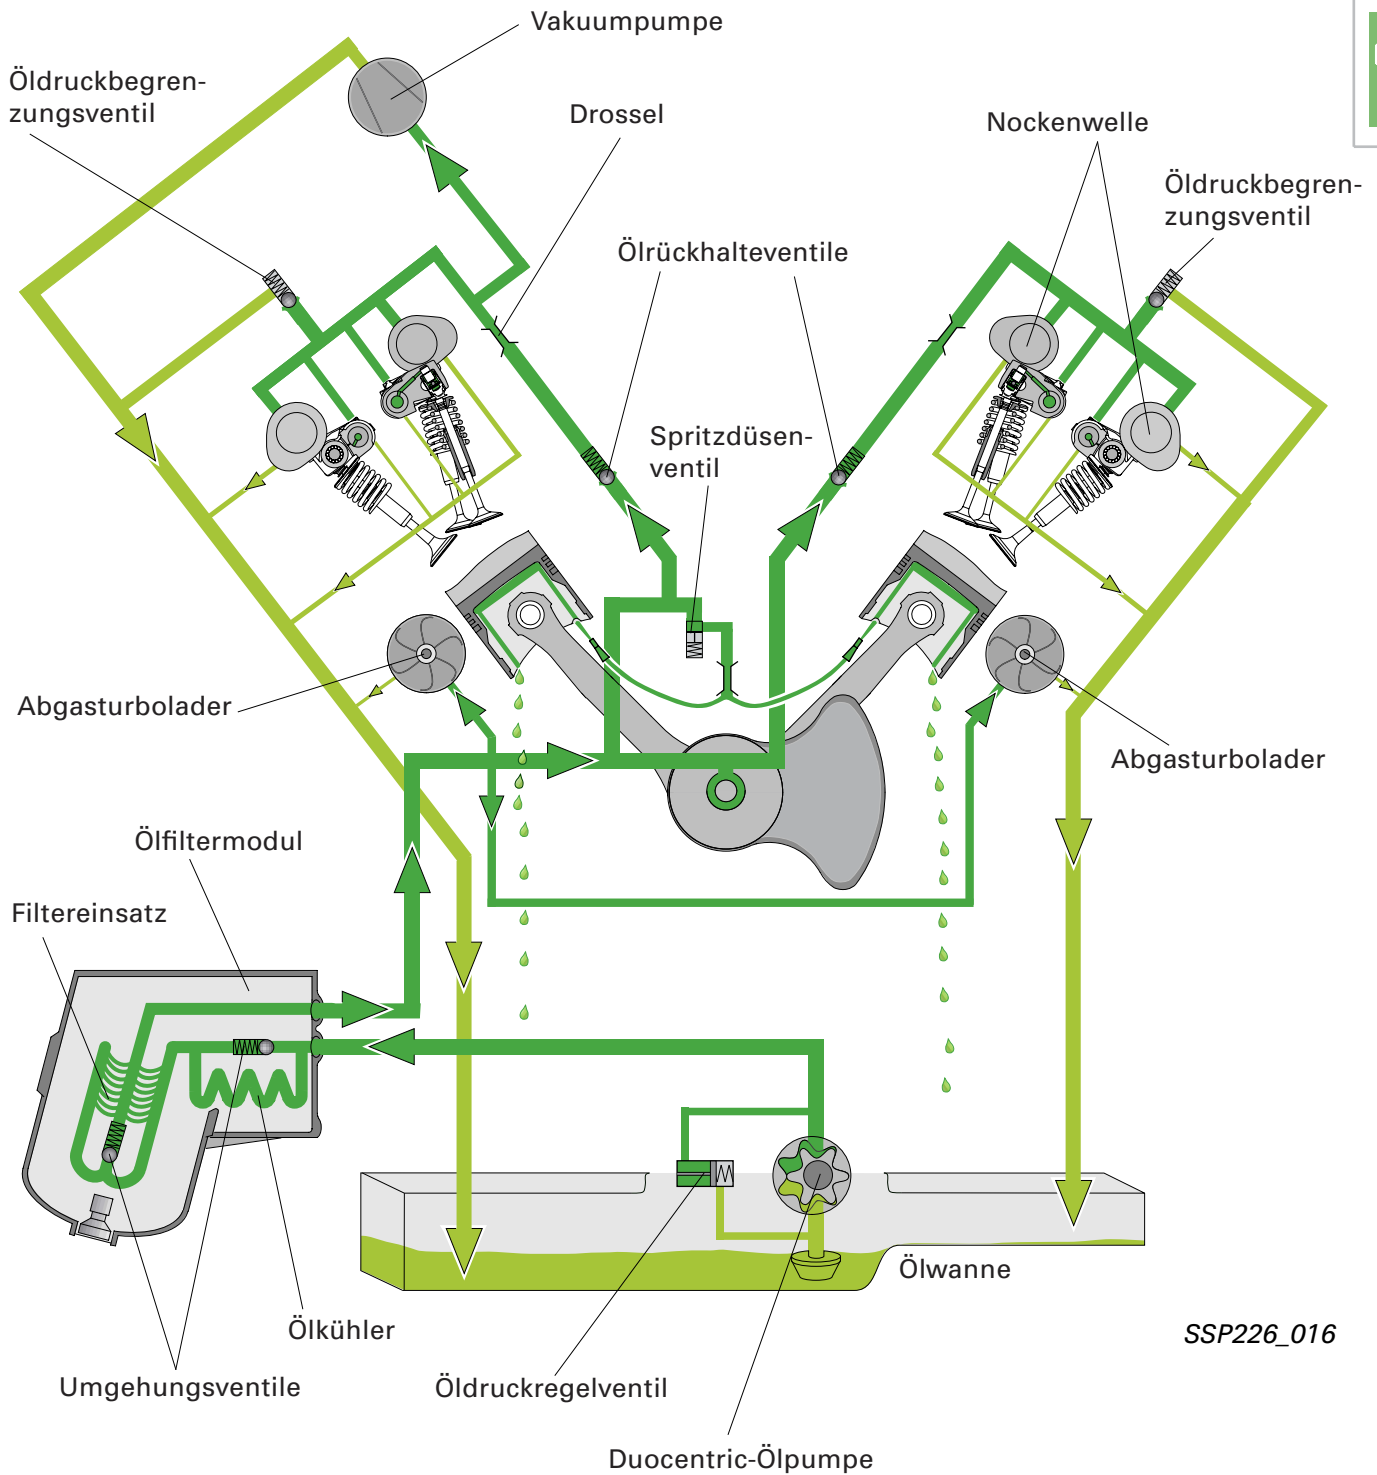 Vakuumpumpe
Öldruckbegren-
zungsventil
Drossel
Nockenwelle
Öldruckbegren-
zungsventil
Ölrückhalteventile
Spritzdüsen-
ventil
Abgasturbolader
Abgasturbolader
Ölfiltermodul
Filtereinsatz
Ölwanne
Ölkühler
SSP226_016
Umgehungsventile
Öldruckregelventil
Duocentric-Ölpumpe